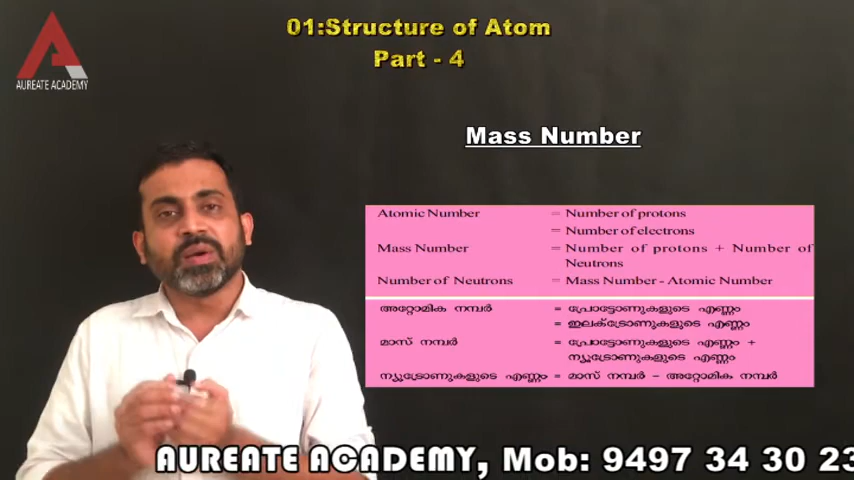 01:Structure of Atom
Part - 4
AUREATE ACADEMY
Mass Number
Atomic Number = Number of protons
= Number of electrons
Mass Number = Number of protons + Number of
Neutrons
Number of Neutrons = Mass Number - Atomic Number
അറ്റോമിക നമ്പർ = പ്രോട്ടോണുകളുടെ എണ്ണം
= ഇലക്ട്രോണുകളുടെ എണ്ണം
മാസ് നമ്പർ = പ്രോട്ടോണുകളുടെ എണ്ണം +
ന്യൂട്രോണുകളുടെ എണ്ണം
ന്യൂട്രോണുകളുടെ എണ്ണം = മാസ് നമ്പർ – അറ്റോമിക നമ്പർ
AUREATE ACADEMY, Mob: 9497 34 30 23